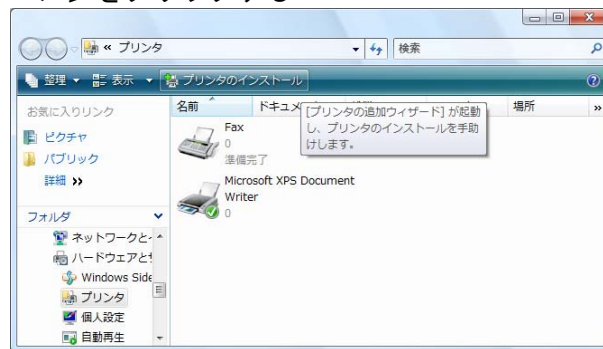 « プリンタ
検索
整理
表示
プリンタのインストール
お気に入りリンク
ピクチャ
パブリック
詳細 »
フォルダ
名前
場所
»
[プリンタの追加ウィザード] が起動
し、プリンタのインストールを手助
けします。
Fax
0
準備完了
Microsoft XPS Document
Writer
0
ネットワークと
ハードウェアと
Windows Side
プリンタ
個人設定
自動再生